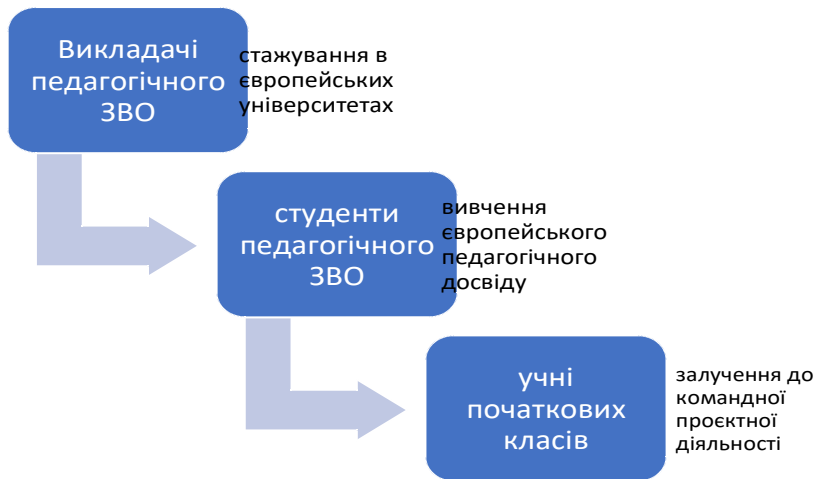 Викладачі
педагогічного
ЗВО
стажування в
європейських
університетах
студенти
педагогічного
ЗВО
вивчення
європейського
педагогічного
досвіду
учні
початкових
класів
залучення до
командної
проєктної
діяльності